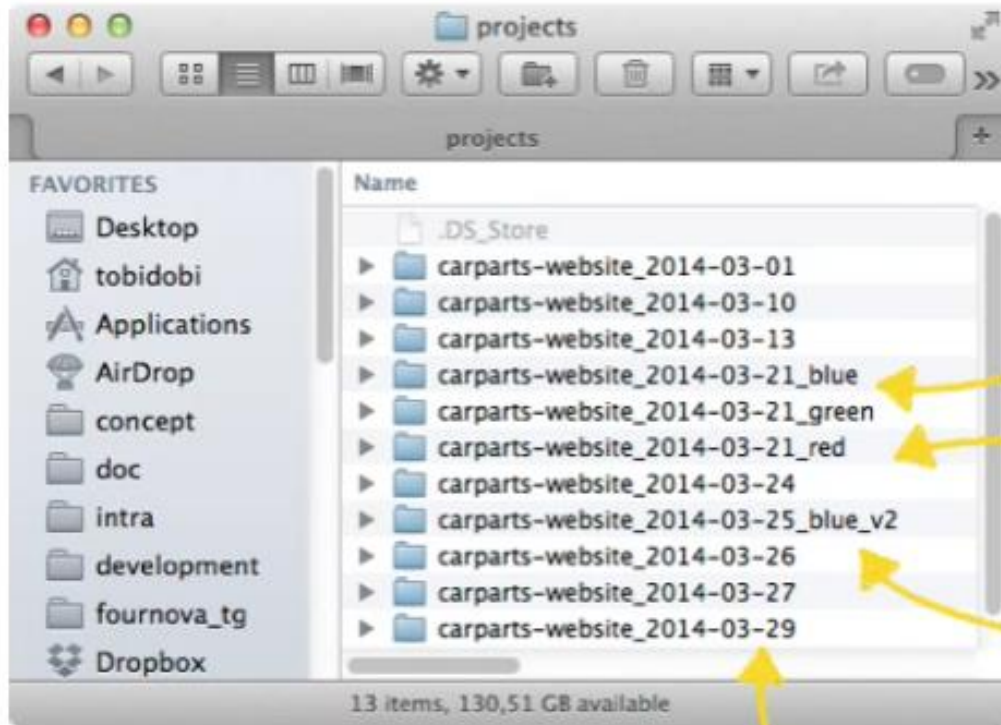 projects
projects
FAVORITES
Desktop
tobidobi
Applications
AirDrop
concept
doc
intra
development
fournova_tg
Dropbox
Name
.DS_Store
carparts-website_2014-03-01
carparts-website_2014-03-10
carparts-website_2014-03-13
carparts-website_2014-03-21_blue
carparts-website_2014-03-21_green
carparts-website_2014-03-21_red
carparts-website_2014-03-24
carparts-website_2014-03-25_blue_v2
carparts-website_2014-03-26
carparts-website_2014-03-27
carparts-website_2014-03-29
13 items, 130,51 GB available